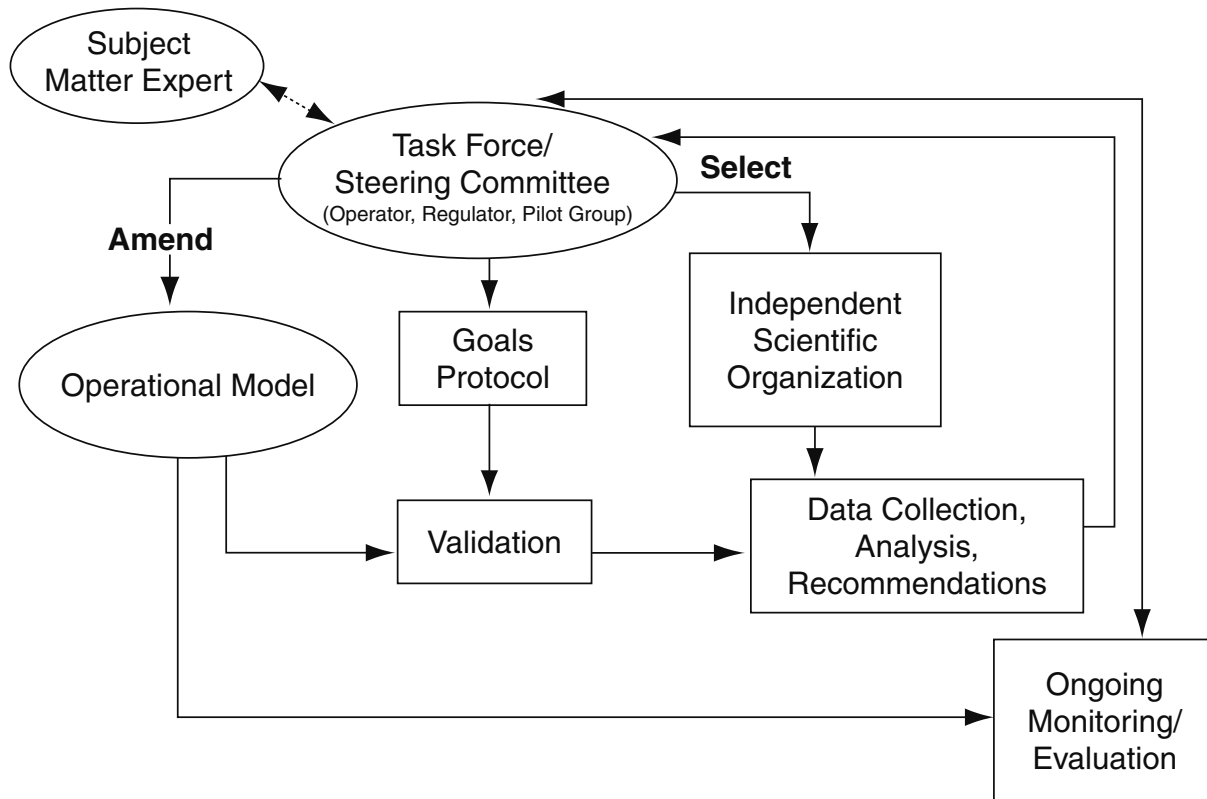 Subject
Matter Expert
Task Force/
Steering Committee
(Operator, Regulator, Pilot Group)
Select
Amend
Independent
Scientific
Organization
Goals
Protocol
Operational Model
Validation
Data Collection,
Analysis,
Recommendations
Ongoing
Monitoring/
Evaluation